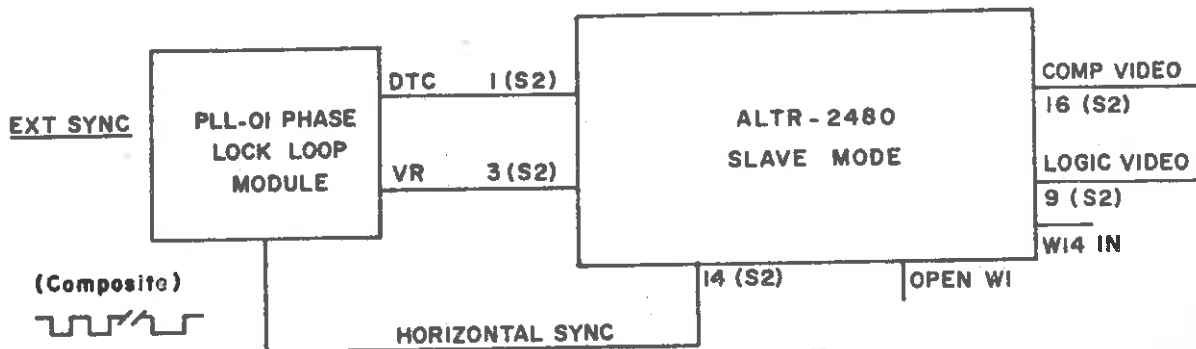 EXT SYNC
PLL-01 PHASE
LOCK LOOP
MODULE
DTC 1 (S2)
VR 3 (S2)
ALTR-2480
SLAVE MODE
COMP VIDEO
16 (S2)
LOGIC VIDEO
9 (S2)
W14 IN
14 (S2)
OPEN W1
(Composite)
HORIZONTAL SYNC